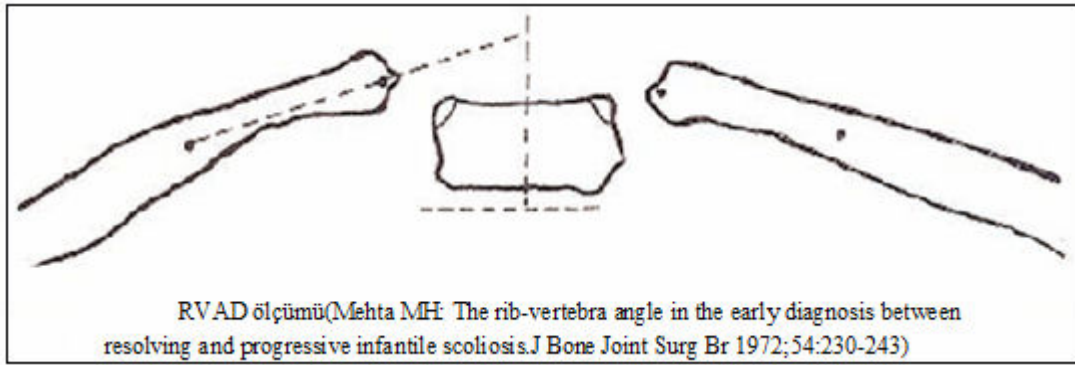 RVAD ölçümü(Mehta MH: The rib-vertebra angle in the early diagnosis between
resolving and progressive infantile scoliosis.J Bone Joint Surg Br 1972;54:230-243)